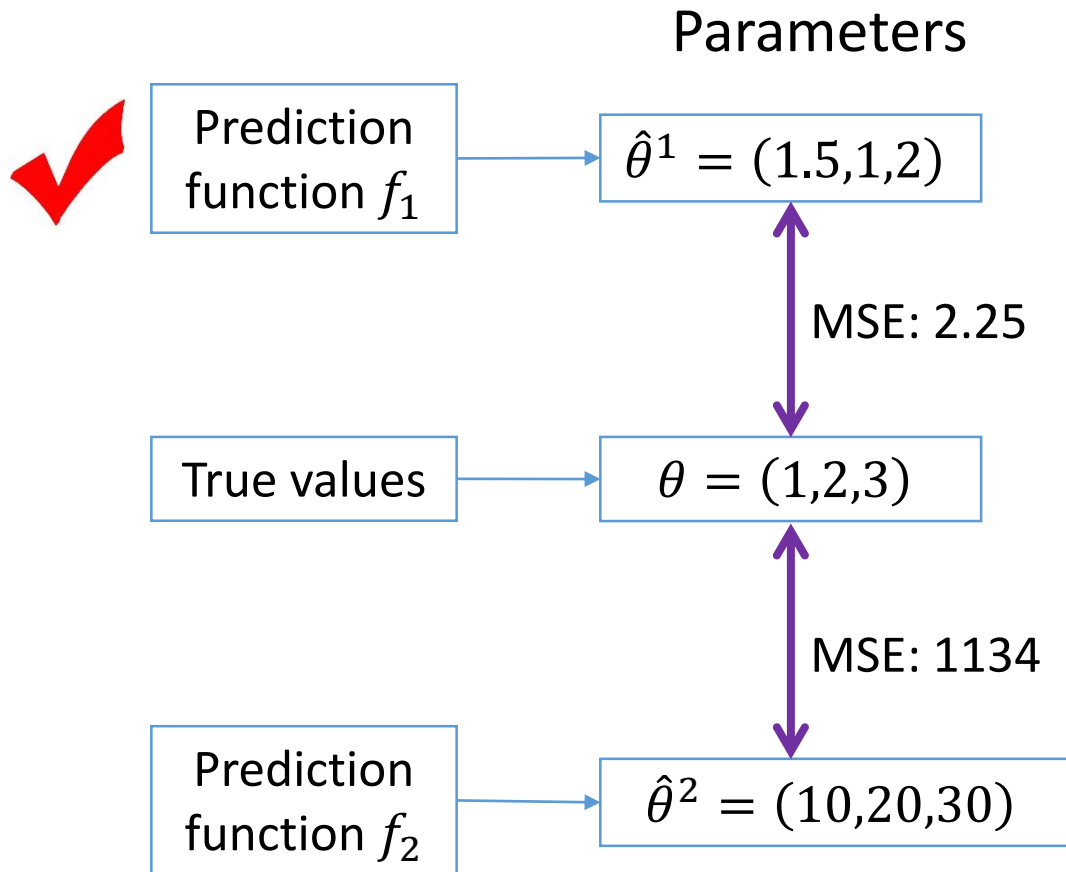 Parameters
Prediction
function f₁
θ̂¹ = (1.5,1,2)
MSE: 2.25
True values
θ = (1,2,3)
MSE: 1134
Prediction
function f₂
θ̂² = (10,20,30)